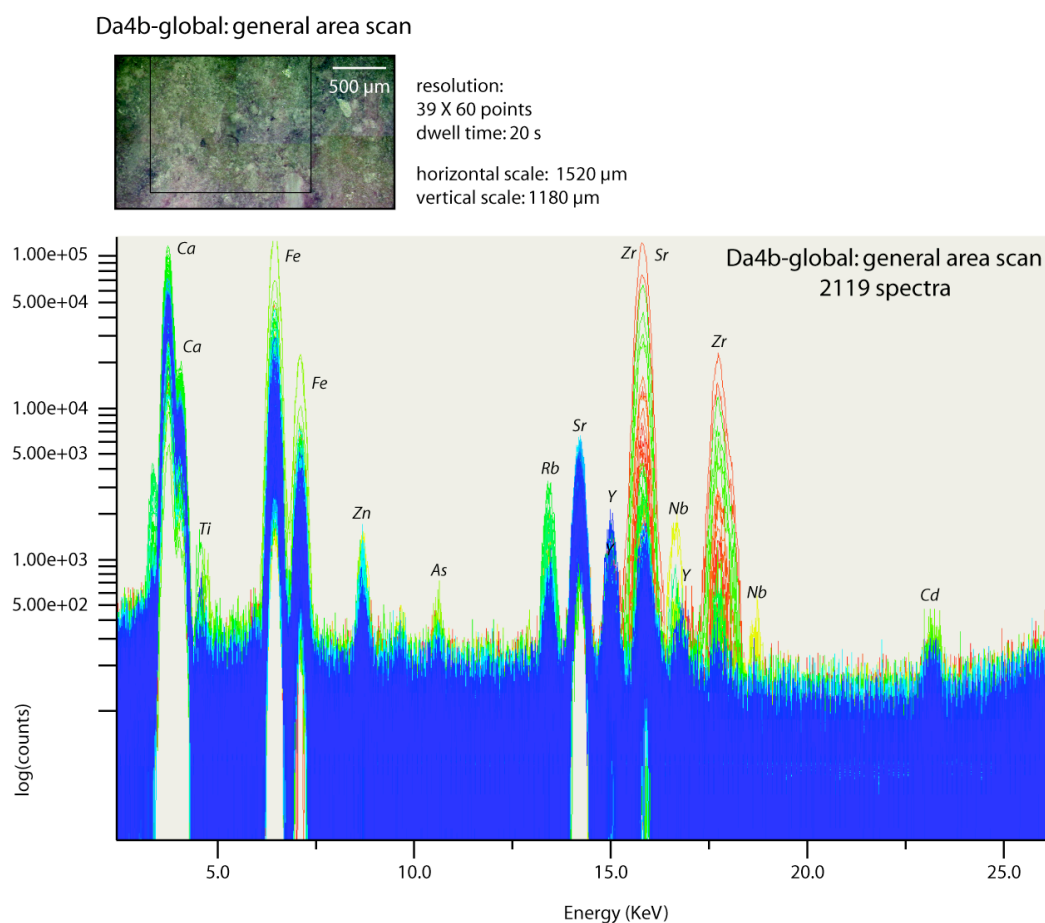 Da4b-global: general area scan
500 µm
resolution:
39 X 60 points
dwell time: 20 s
horizontal scale: 1520 µm
vertical scale: 1180 µm
Da4b-global: general area scan
2119 spectra
1.00e+05
5.00e+04
1.00e+04
5.00e+03
1.00e+03
5.00e+02
log(counts)
Ca
Ca
Ti
Fe
Fe
Zn
As
Rb
Sr
Y
Y
Zr
Sr
Nb
Y
Zr
Nb
Cd
5.0
10.0
15.0
20.0
25.0
Energy (KeV)